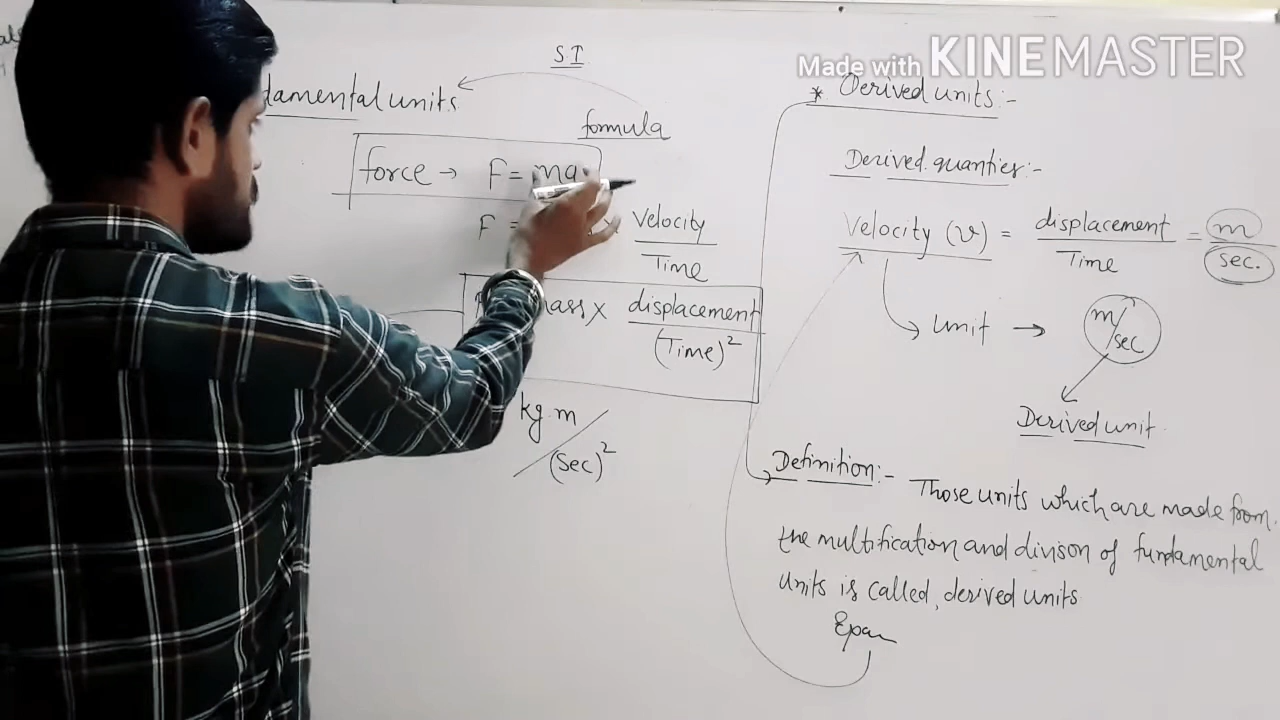 SI
damental units
formula
force → F = ma
F = × Velocity
Time
mass × displacement
(Time)²
kg.m
(sec)²
Made with KINEMASTER
* Derived units:-
Derived quanties:-
Velocity (v) = displacement = m
Time sec.
Unit → m/sec
Derived unit
Definition:- Those units which are made from
the multification and divison of fundamental
units is called, derived units